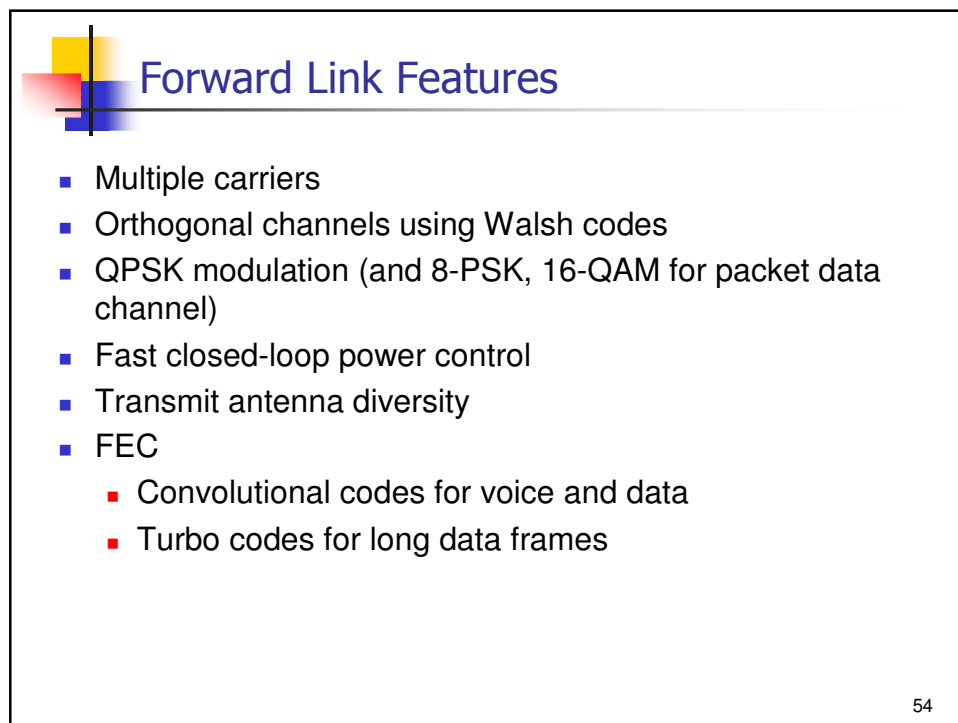 Forward Link Features
Multiple carriers
Orthogonal channels using Walsh codes
QPSK modulation (and 8-PSK, 16-QAM for packet data
channel)
Fast closed-loop power control
Transmit antenna diversity
FEC
Convolutional codes for voice and data
Turbo codes for long data frames
54